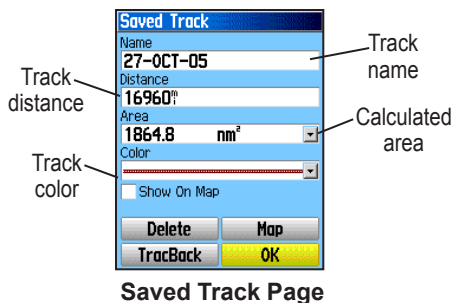 Saved Track
Name
27-OCT-05
Distance
16960mi
Area
1864.8 nm²
Color
Show On Map
Delete Map
TracBack OK
Track name
Track distance
Calculated area
Track color
Saved Track Page